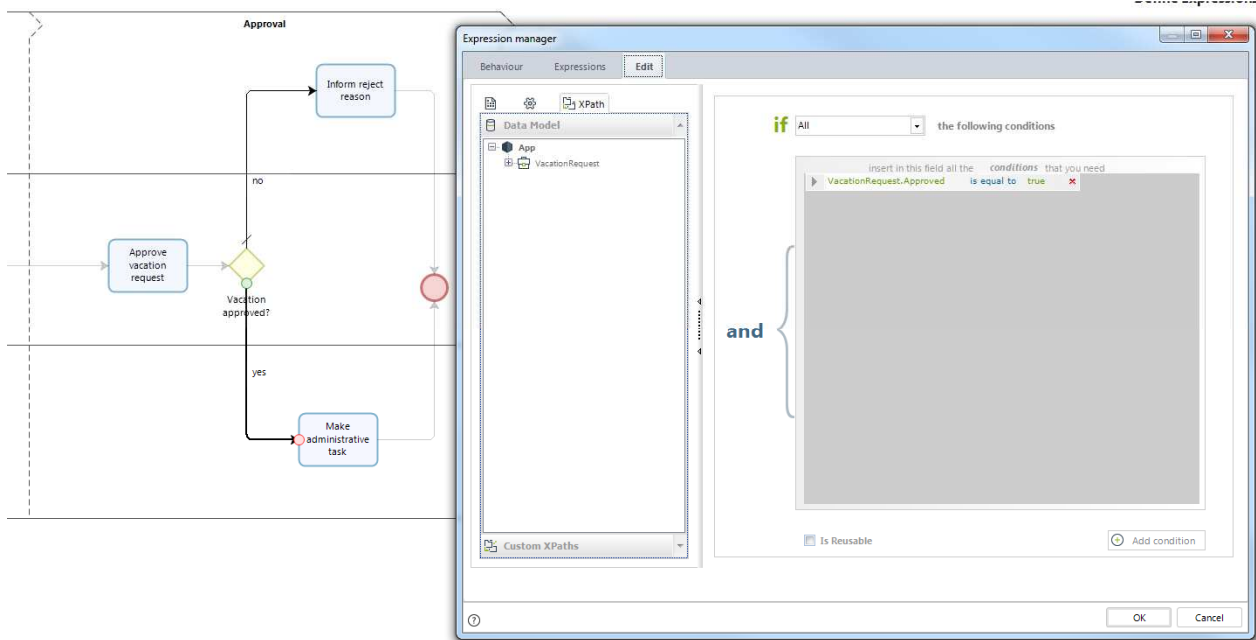 Approval
Inform reject
reason
no
Approve
vacation
request
Vacation
approved?
yes
Make
administrative
task
Define Expressions
Expression manager
Behaviour Expressions Edit
XPath
Data Model
App
VacationRequest
Custom XPaths
if All the following conditions
insert in this field all the conditions that you need
VacationRequest.Approved is equal to true
and
Is Reusable
Add condition
OK Cancel